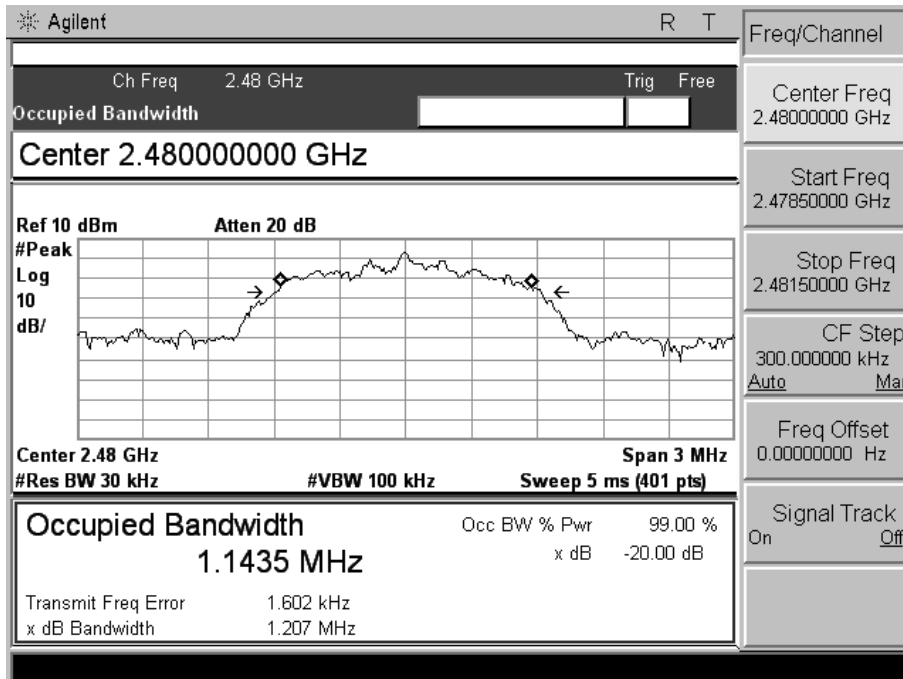 Agilent R T
Ch Freq 2.48 GHz Trig Free
Occupied Bandwidth
Center 2.480000000 GHz
Ref 10 dBm Atten 20 dB
#Peak
Log
10
dB/
Center 2.48 GHz Span 3 MHz
#Res BW 30 kHz #VBW 100 kHz Sweep 5 ms (401 pts)
Occupied Bandwidth
1.1435 MHz
Occ BW % Pwr 99.00 %
x dB -20.00 dB
Transmit Freq Error 1.602 kHz
x dB Bandwidth 1.207 MHz
Freq/Channel
Center Freq
2.48000000 GHz
Start Freq
2.47850000 GHz
Stop Freq
2.48150000 GHz
CF Step
300.000000 kHz
Auto Man
Freq Offset
0.00000000 Hz
Signal Track
On Off